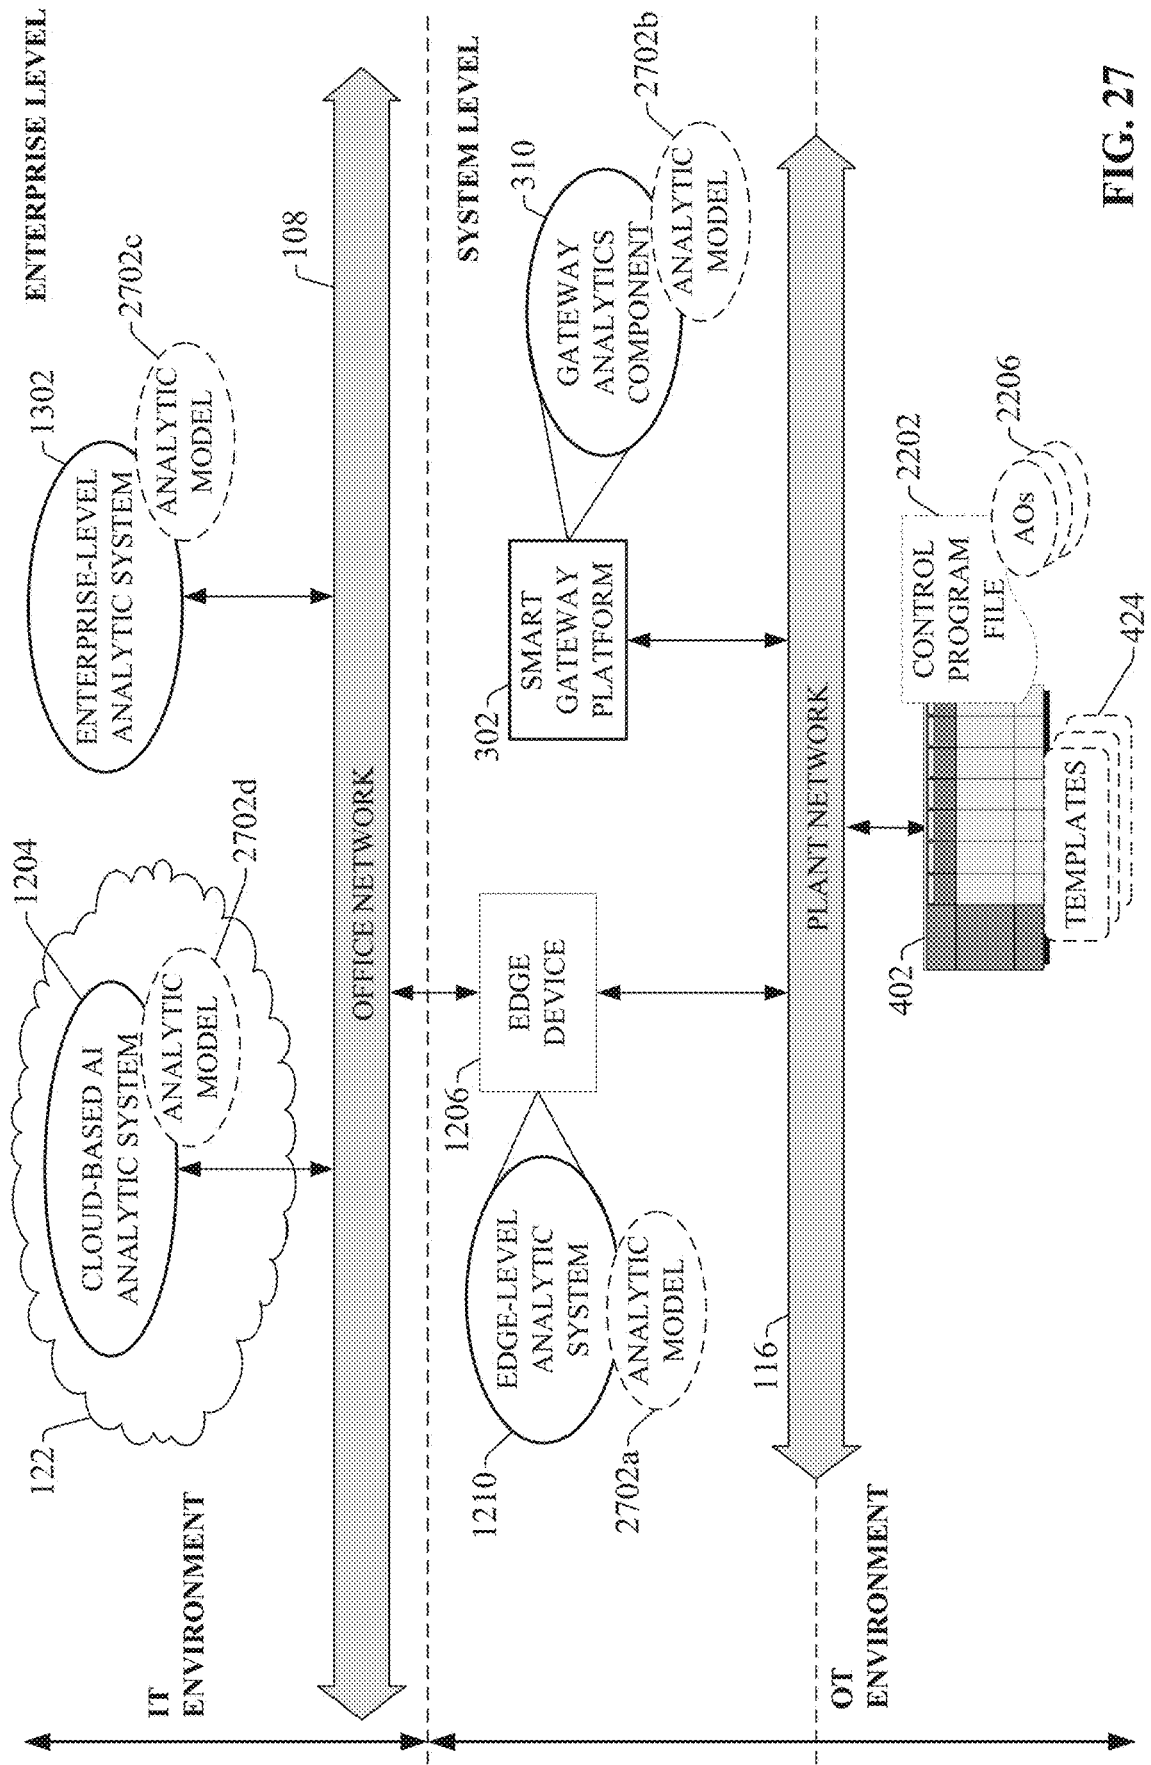 ENTERPRISE LEVEL
1204
CLOUD-BASED AI
ANALYTIC SYSTEM
ANALYTIC
MODEL
2702d
122
1302
ENTERPRISE-LEVEL
ANALYTIC SYSTEM
ANALYTIC
MODEL
2702c
IT
ENVIRONMENT
108
OFFICE NETWORK
SYSTEM LEVEL
1206
EDGE
DEVICE
1210
EDGE-LEVEL
ANALYTIC
SYSTEM
ANALYTIC
MODEL
2702a
302
SMART
GATEWAY
PLATFORM
310
GATEWAY
ANALYTICS
COMPONENT
ANALYTIC
MODEL
2702b
116
PLANT NETWORK
OT
ENVIRONMENT
402
2202
CONTROL
PROGRAM
FILE
AOs
2206
TEMPLATES
424
FIG. 27